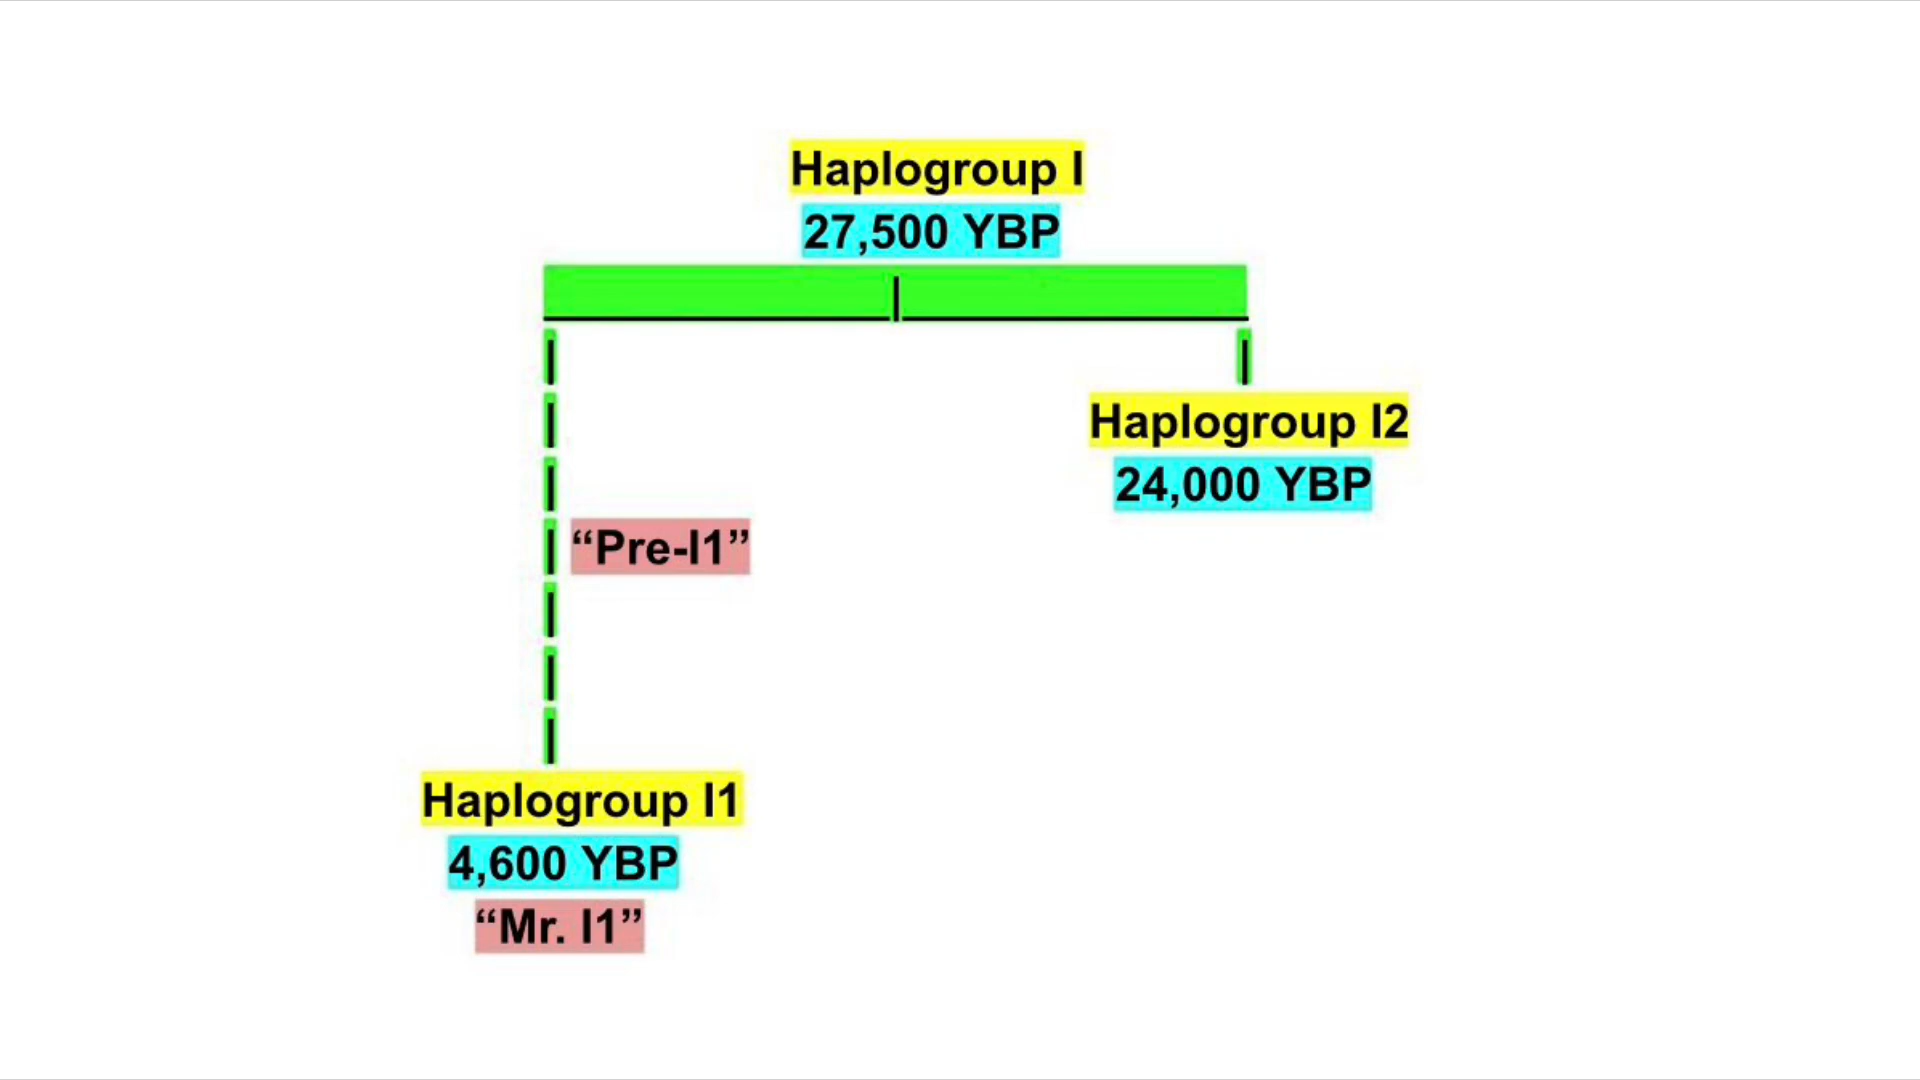 Haplogroup I
27,500 YBP
Haplogroup I2
24,000 YBP
“Pre-I1”
Haplogroup I1
4,600 YBP
“Mr. I1”